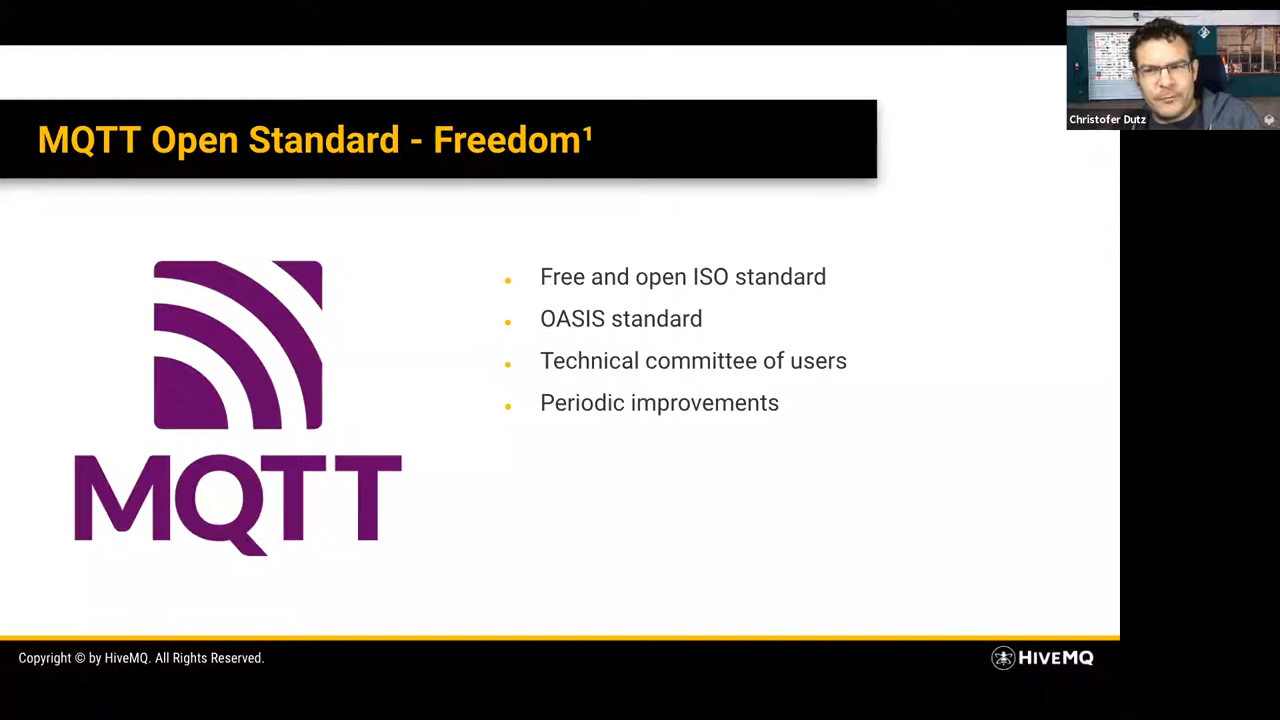 MQTT Open Standard - Freedom¹
Christofer Dutz
Free and open ISO standard
OASIS standard
Technical committee of users
Periodic improvements
MQTT
Copyright © by HiveMQ. All Rights Reserved.
HIVEMQ